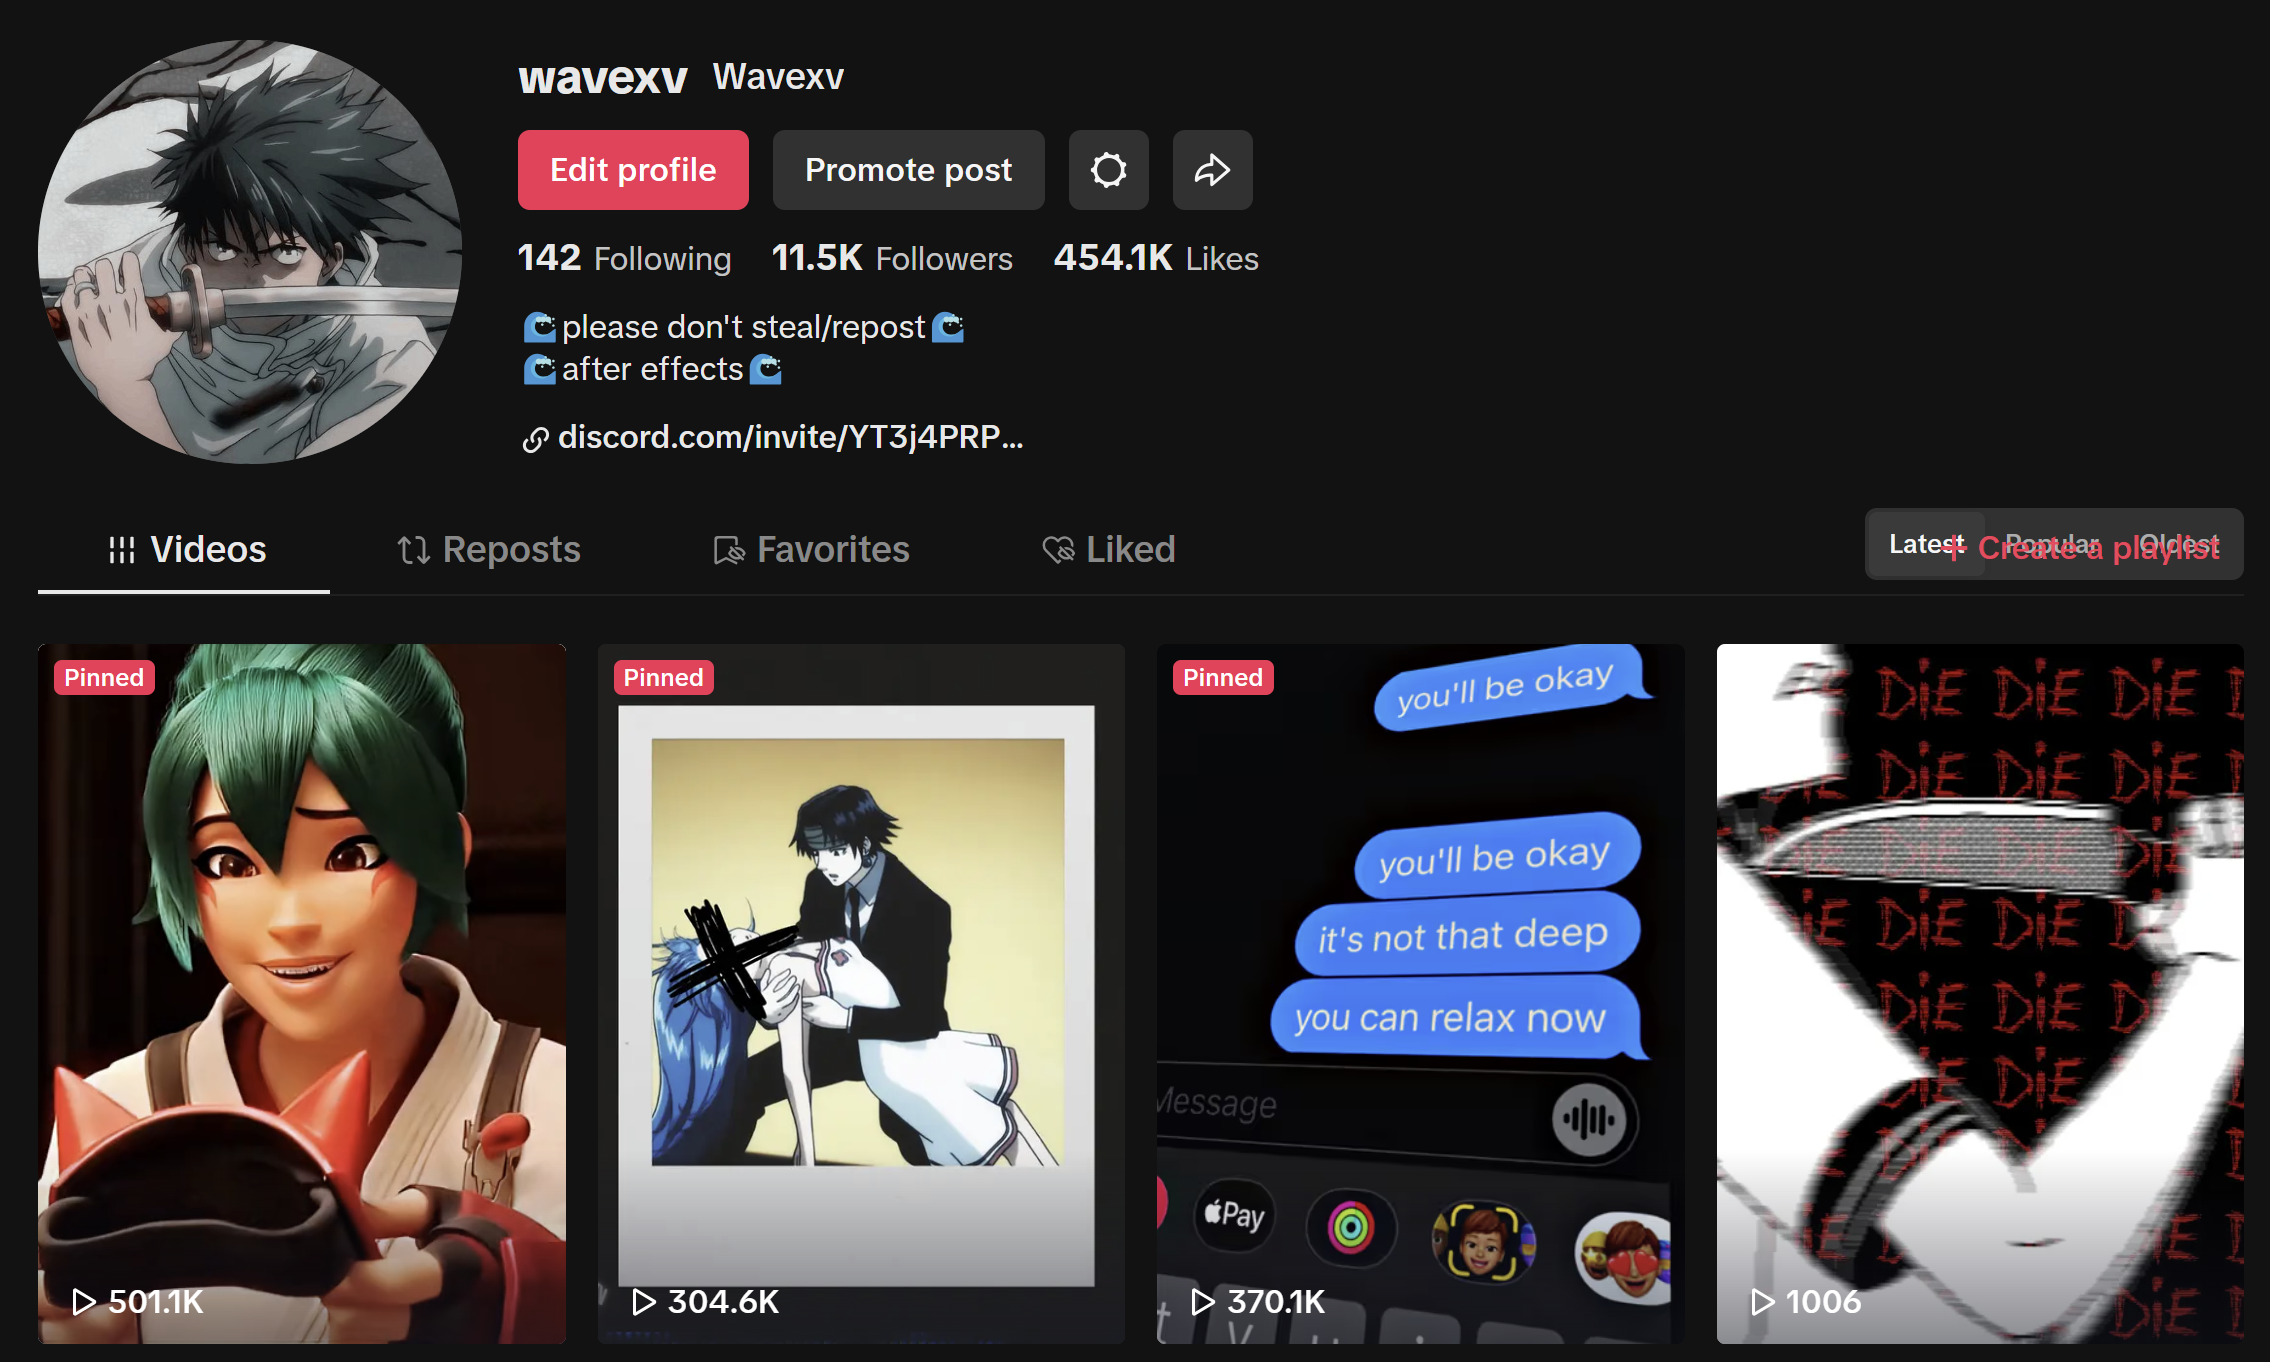 wavexv Wavexv
Edit profile Promote post
142 Following 11.5K Followers 454.1K Likes
🌊please don't steal/repost🌊
🌊after effects🌊
discord.com/invite/YT3j4PRP...
Videos Reposts Favorites Liked
Latest Popular Oldest
+ Create a playlist
Pinned
501.1K
Pinned
304.6K
Pinned
you'll be okay
you'll be okay
it's not that deep
you can relax now
Message
Pay
370.1K
DiE DiE DiE D
DiE DiE DiE D
DiE DiE DiE
iE DiE DiE D
DiE DiE D
DiE DiE
DiE
1006